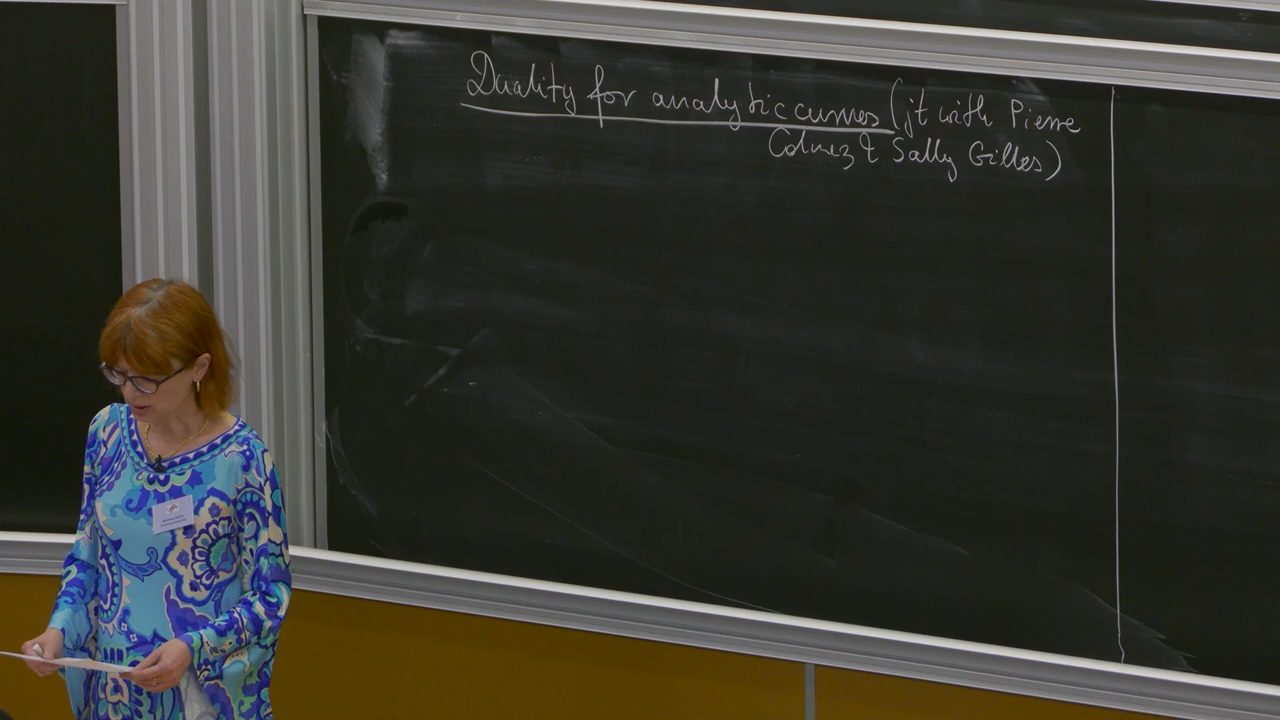 Duality for analytic curves (jt with Pierre
Colmez & Sally Gilles)